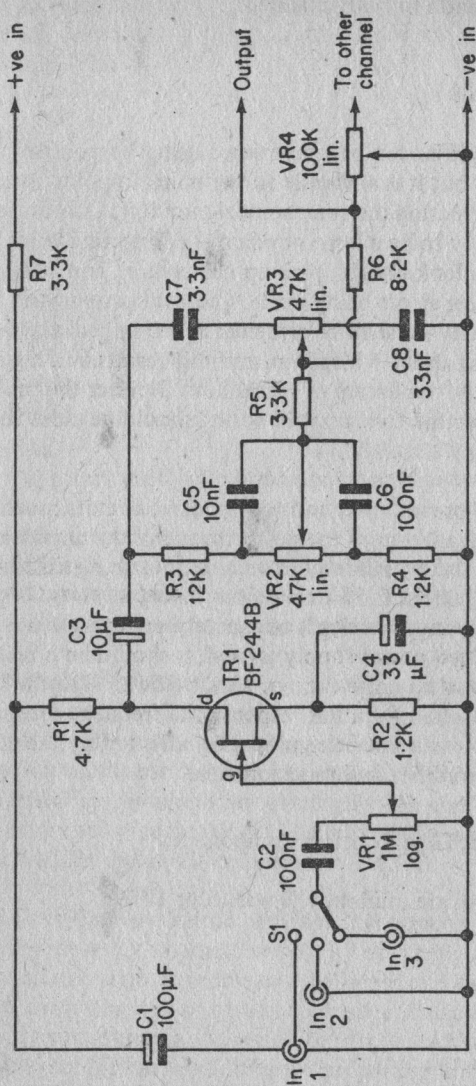 +ve in
R7
3·3K
C1
100µF
R1
4·7K
C3
10µF
C7
3·3nF
Output
R3
12K
C5
10nF
TR1
BF244B
d
g
s
VR2
47K
lin.
R5
3·3K
VR3
47K
lin.
To other
channel
VR4
100K
lin.
S1
C2
100nF
C6
100nF
R6
8·2K
In
1
In
2
In
3
VR1
1M
log.
R2
1·2K
C4
33
µF
R4
1·2K
C8
33nF
-ve in